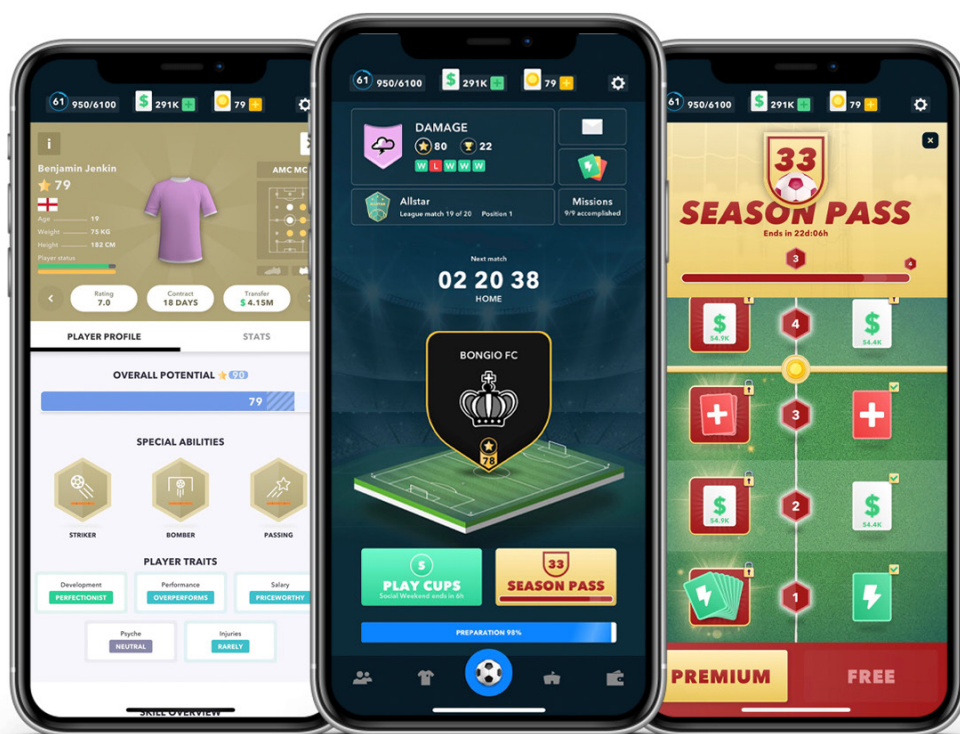 61 950/6100 $ 291K + 79 +
i
Benjamin Jenkin
79
AMC MC
Age 19
Weight 75 KG
Height 182 CM
Player status
Rating
7.0
Contract
18 DAYS
Transfer
$ 4.15M
PLAYER PROFILE
STATS
OVERALL POTENTIAL 90
79
SPECIAL ABILITIES
STRIKER
BOMBER
PASSING
PLAYER TRAITS
Development
PERFECTIONIST
Performance
OVERPERFORMS
Salary
PRICEWORTHY
Psyche
NEUTRAL
Injuries
RARELY
SKILL OVERVIEW
61 950/6100 $ 291K + 79 +
DAMAGE
80 22
W L W W W
Allstar
League match 19 of 20 Position 1
Missions
9/9 accomplished
Next match
02 20 38
HOME
BONGIO FC
78
5
PLAY CUPS
Social Weekend ends in 6h
33
SEASON PASS
PREPARATION 98%
61 950/6100 $ 291K + 79 +
33
SEASON PASS
Ends in 22d:06h
3
4
$
54.9K
4
$
54.4K
3
$
54.9K
2
$
54.4K
1
PREMIUM
FREE